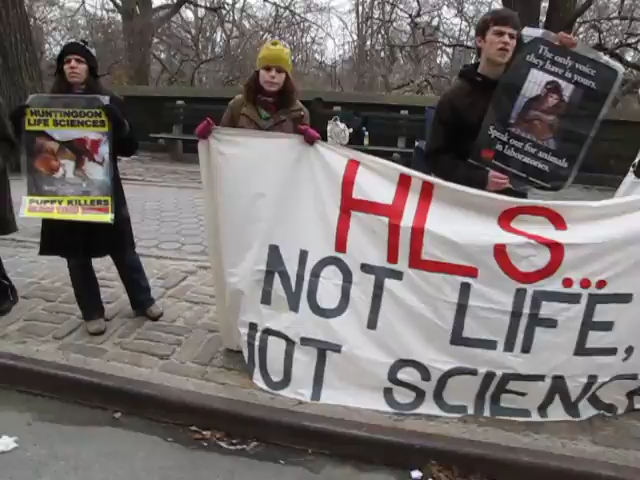 HUNTINGDON
LIFE SCIENCES
PUPPY KILLERS
The only voice
they have is yours.
Speak out for animals
in laboratories.
HLS...
NOT LIFE,
NOT SCIENCE